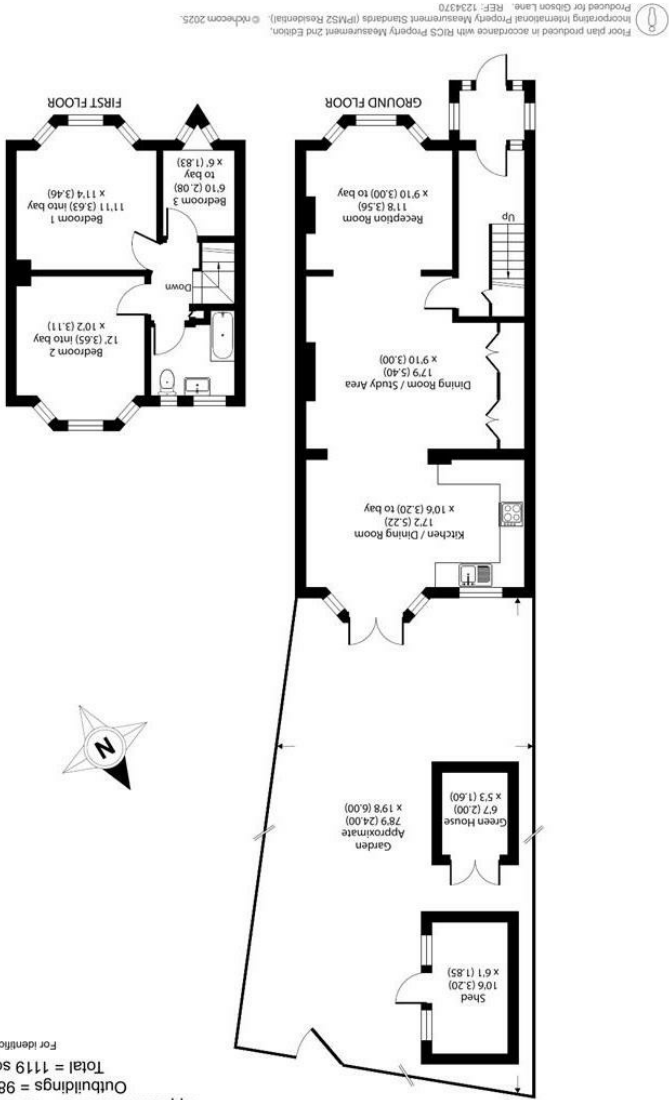 Outbuildings = 98
Total = 1119 sq
For identific
Shed
10'6 (3.20)
x 6'1 (1.85)
Green House
6'7 (2.00)
x 5'3 (1.60)
Garden
Approximate
78'9 (24.00)
x 19'8 (6.00)
N
Kitchen / Dining Room
17'2 (5.22)
x 10'6 (3.20) to bay
Dining Room / Study Area
17'9 (5.40)
x 9'10 (3.00)
Up
Reception Room
11'8 (3.56)
x 9'10 (3.00) to bay
GROUND FLOOR
Bedroom 2
12' (3.65) into bay
x 10'2 (3.11)
Down
Bedroom 3
6'10 (2.08)
to bay
x 6' (1.83)
Bedroom 1
11'11 (3.63) into bay
x 11'4 (3.46)
FIRST FLOOR
Floor plan produced in accordance with RICS Property Measurement 2nd Edition,
Incorporating International Property Measurement Standards (IPMS2 Residential). © nichecom 2025.
Produced for Gibson Lane. REF: 1234370